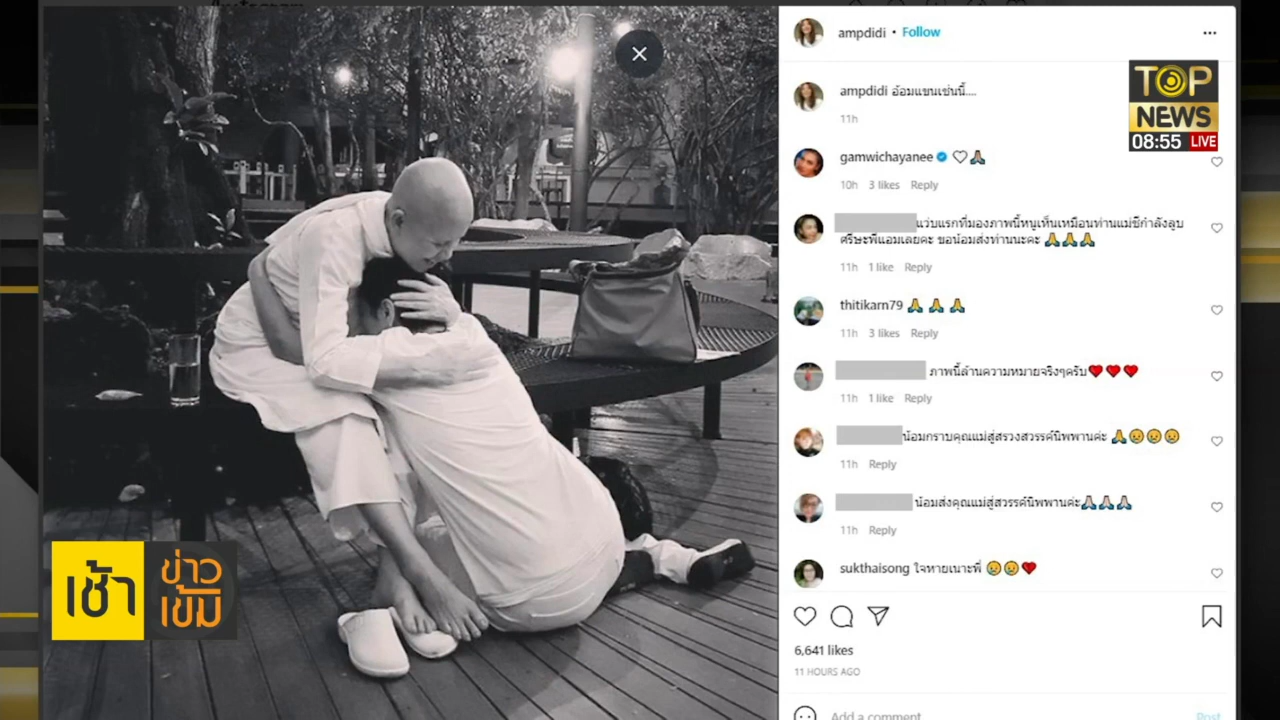 ampdidi • Follow
TOP
NEWS
08:55 LIVE
ampdidi อ้อมแขนเช่นนี้....
11h
gamwichayanee 🤍🙏🏼
10h 3 likes Reply
แว่บแรกที่มองภาพนี้หนูเห็นเหมือนท่านแม่ชีกำลังลูบ
ศรีษะพี่แอมเลยคะ ขอน้อมส่งท่านนะคะ 🙏🙏🙏
11h 1 like Reply
thitikarn79 🙏 🙏 🙏
11h 3 likes Reply
ภาพนี้ล้านความหมายจริงๆครับ❤️❤️❤️
11h 1 like Reply
น้อมกราบคุณแม่สู่สรวงสวรรค์นิพพานค่ะ 🙏😢😢😢
11h Reply
น้อมส่งคุณแม่สู่สวรรค์นิพพานค่ะ🙏🏻🙏🏻🙏🏻
11h Reply
sukthaisong ใจหายเนาะพี่ 😢😢❤️
6,641 likes
11 HOURS AGO
Add a comment
Post
เช้า
ข่าว
เข้ม